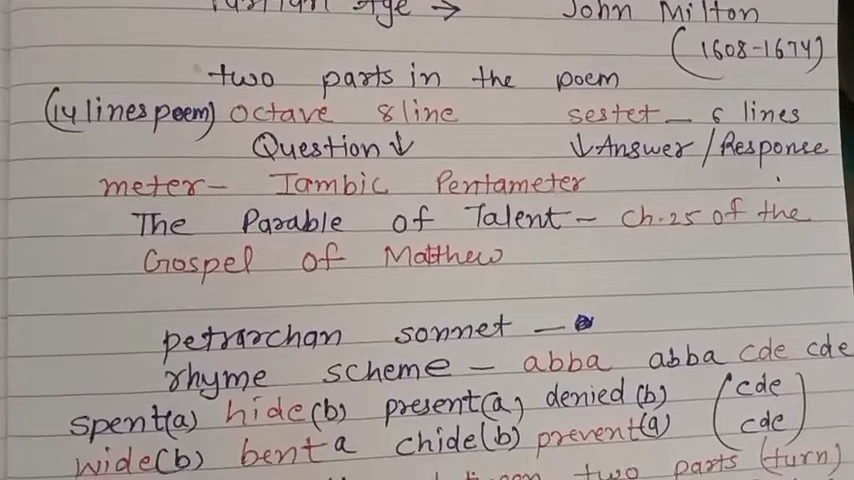 Age → John Milton
(1608-1674)
two parts in the poem
(14 lines poem) octave 8 line sestet - 6 lines
Question ↓ ↓ Answer / Response
meter - Iambic Pentameter
The Parable of Talent - Ch.25 of the
Gospel of Matthew
petrarchan sonnet -
rhyme scheme - abba abba cde cde
spent(a) hide(b) present(a) denied (b) (cde
wide(b) bent a chide(b) prevent(a) cde)
two parts (turn)